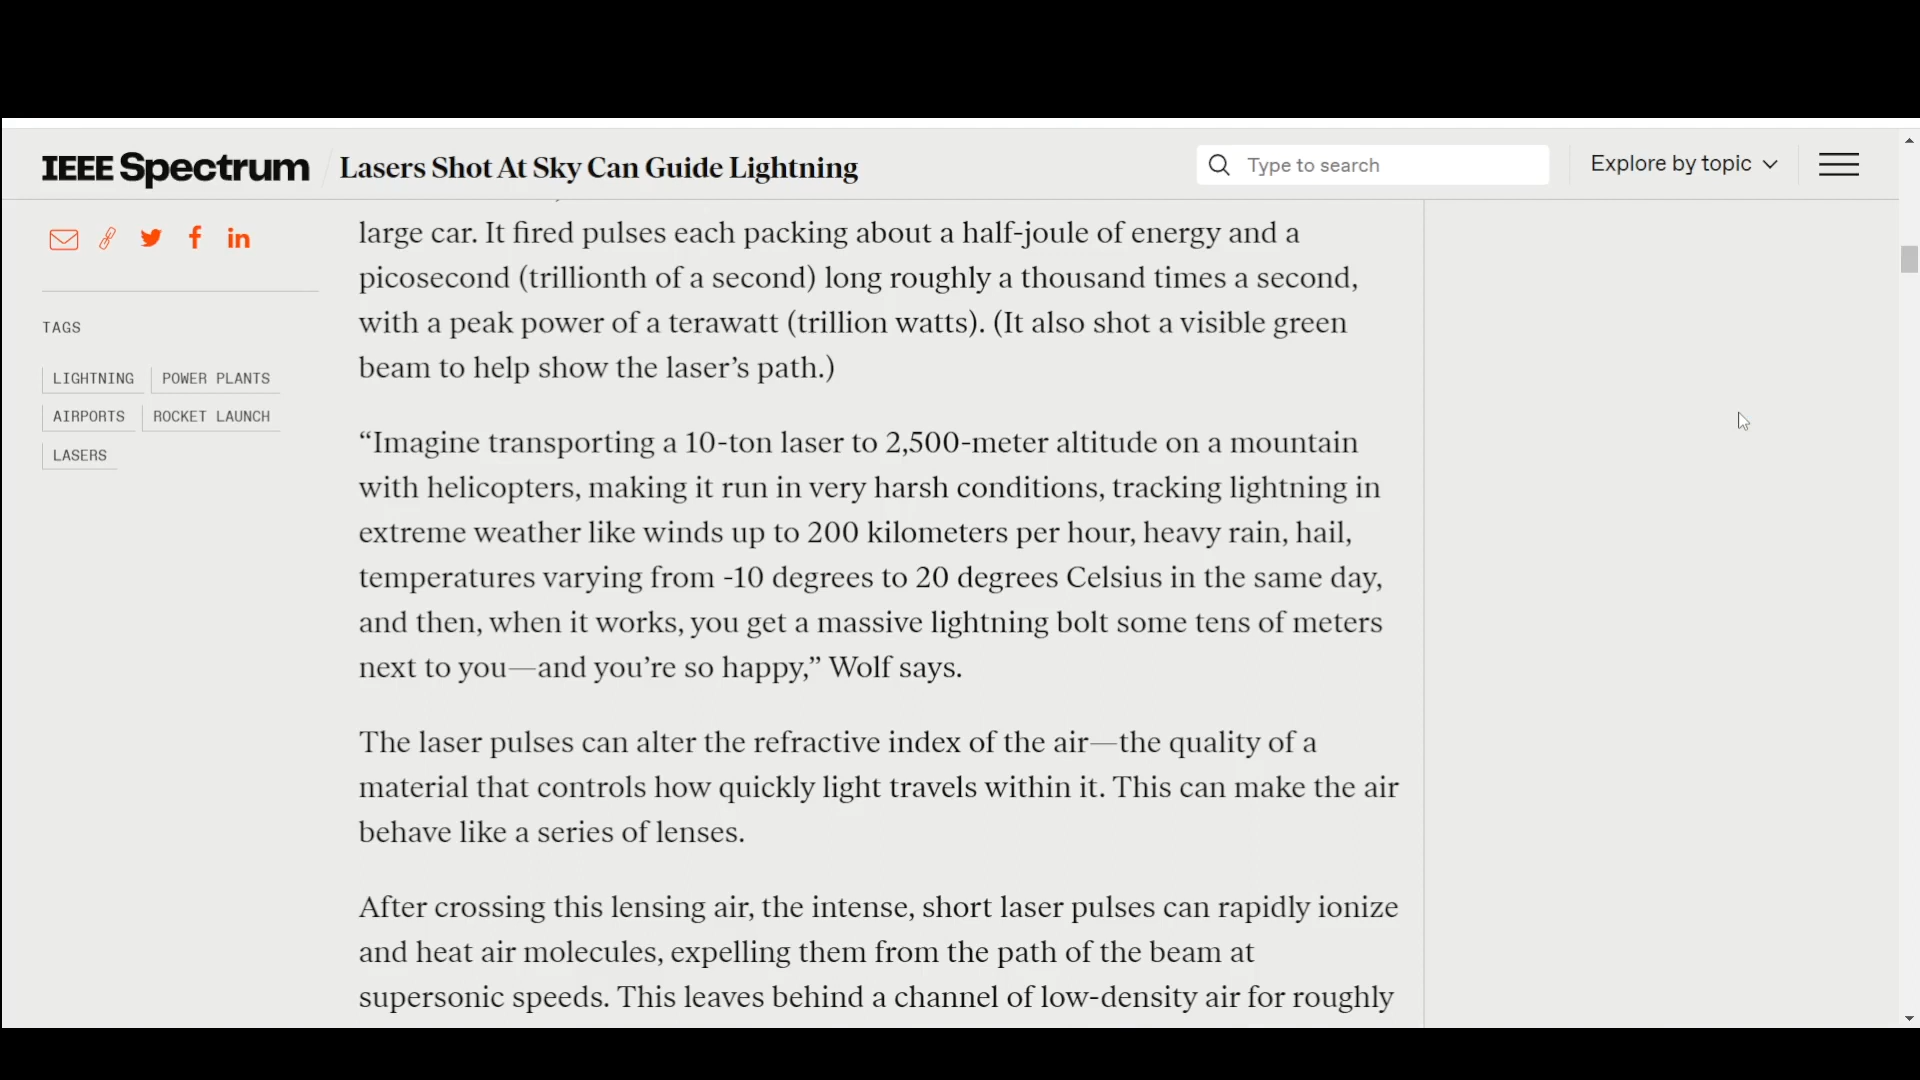 IEEE Spectrum
Lasers Shot At Sky Can Guide Lightning
Type to search
Explore by topic
TAGS
LIGHTNING
POWER PLANTS
AIRPORTS
ROCKET LAUNCH
LASERS
large car. It fired pulses each packing about a half-joule of energy and a
picosecond (trillionth of a second) long roughly a thousand times a second,
with a peak power of a terawatt (trillion watts). (It also shot a visible green
beam to help show the laser’s path.)
“Imagine transporting a 10-ton laser to 2,500-meter altitude on a mountain
with helicopters, making it run in very harsh conditions, tracking lightning in
extreme weather like winds up to 200 kilometers per hour, heavy rain, hail,
temperatures varying from -10 degrees to 20 degrees Celsius in the same day,
and then, when it works, you get a massive lightning bolt some tens of meters
next to you—and you’re so happy,” Wolf says.
The laser pulses can alter the refractive index of the air—the quality of a
material that controls how quickly light travels within it. This can make the air
behave like a series of lenses.
After crossing this lensing air, the intense, short laser pulses can rapidly ionize
and heat air molecules, expelling them from the path of the beam at
supersonic speeds. This leaves behind a channel of low-density air for roughly